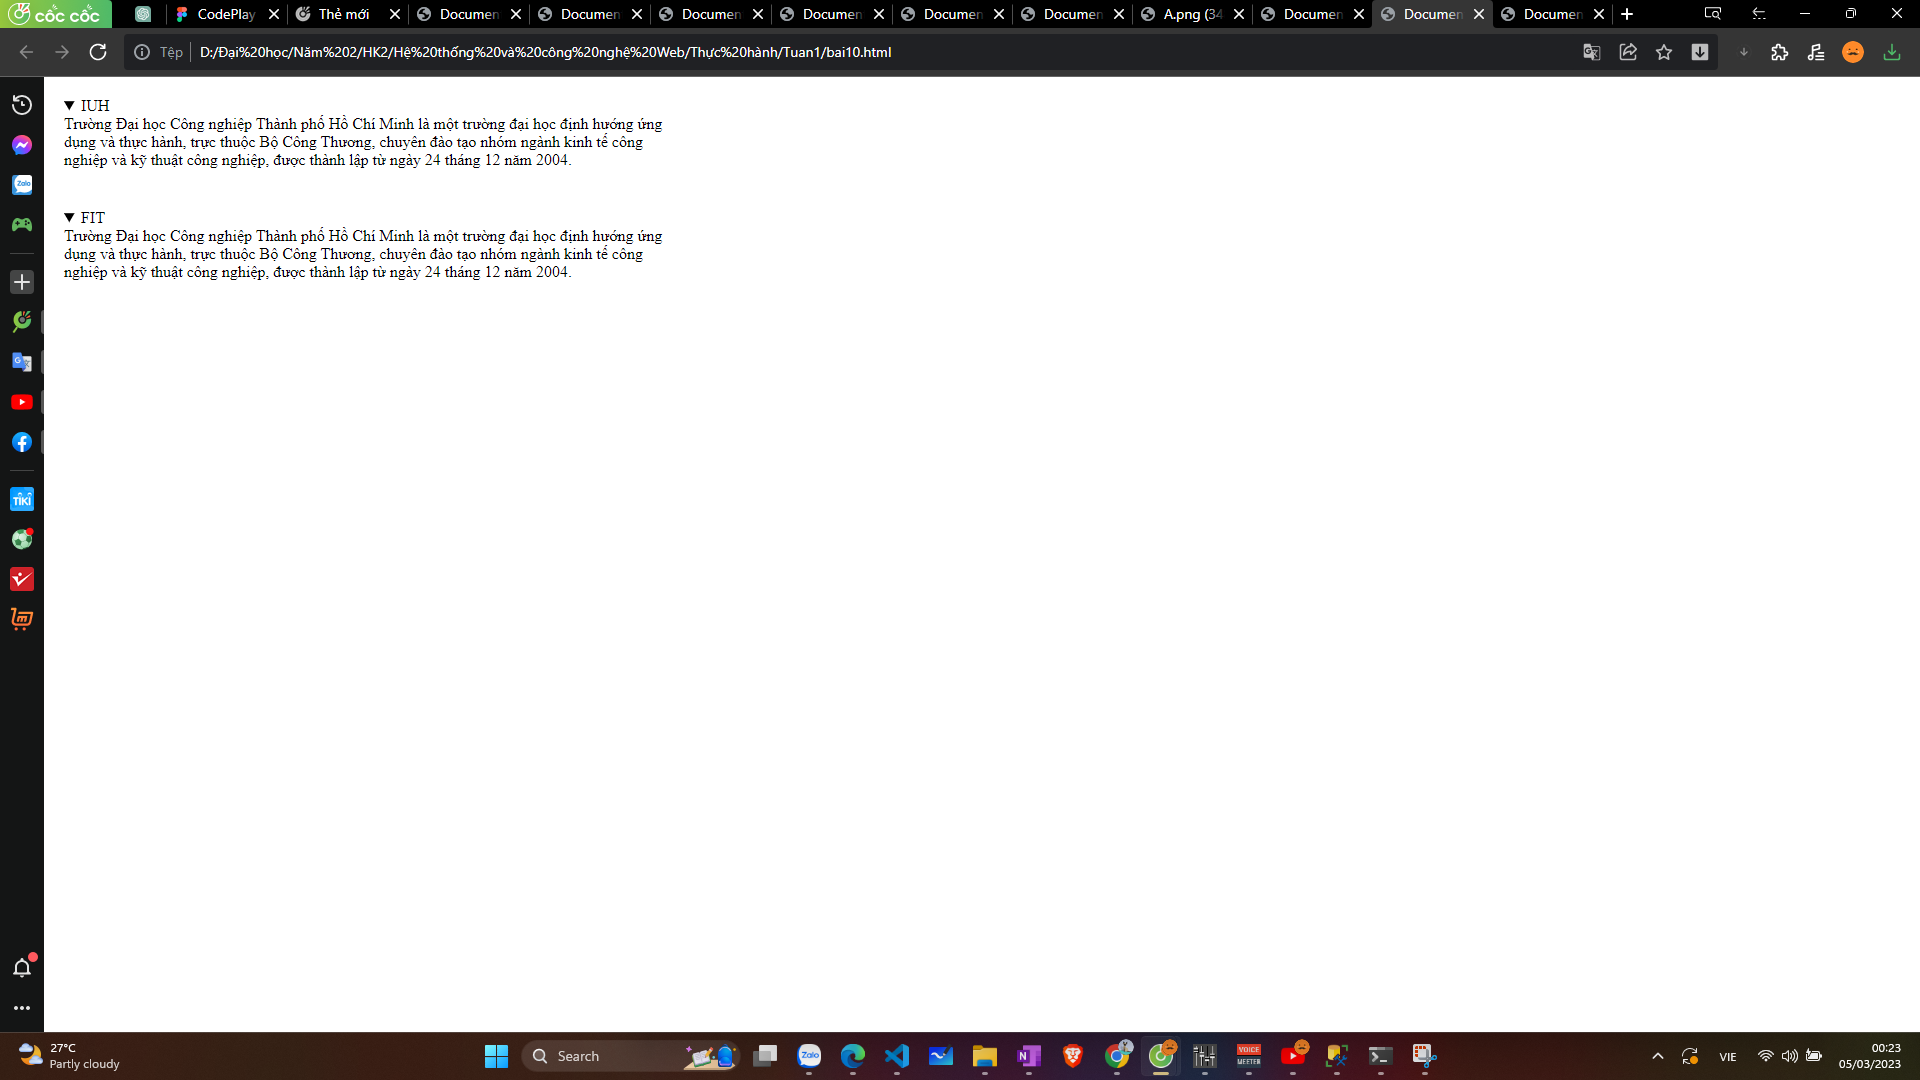 cốc cốc
CodePlay
Thẻ mới
Documen
Documen
Documen
Documen
Documen
Documen
A.png (34
Documen
Documen
Documen
Tệp
D:/Đại%20học/Năm%202/HK2/Hệ%20thống%20và%20công%20nghệ%20Web/Thực%20hành/Tuan1/bai10.html
IUH
Trường Đại học Công nghiệp Thành phố Hồ Chí Minh là một trường đại học định hướng ứng
dụng và thực hành, trực thuộc Bộ Công Thương, chuyên đào tạo nhóm ngành kinh tế công
nghiệp và kỹ thuật công nghiệp, được thành lập từ ngày 24 tháng 12 năm 2004.
FIT
Trường Đại học Công nghiệp Thành phố Hồ Chí Minh là một trường đại học định hướng ứng
dụng và thực hành, trực thuộc Bộ Công Thương, chuyên đào tạo nhóm ngành kinh tế công
nghiệp và kỹ thuật công nghiệp, được thành lập từ ngày 24 tháng 12 năm 2004.
Zalo
TIKI
27°C
Partly cloudy
Search
Zalo
VOICE
MEETER
VIE
00:23
05/03/2023